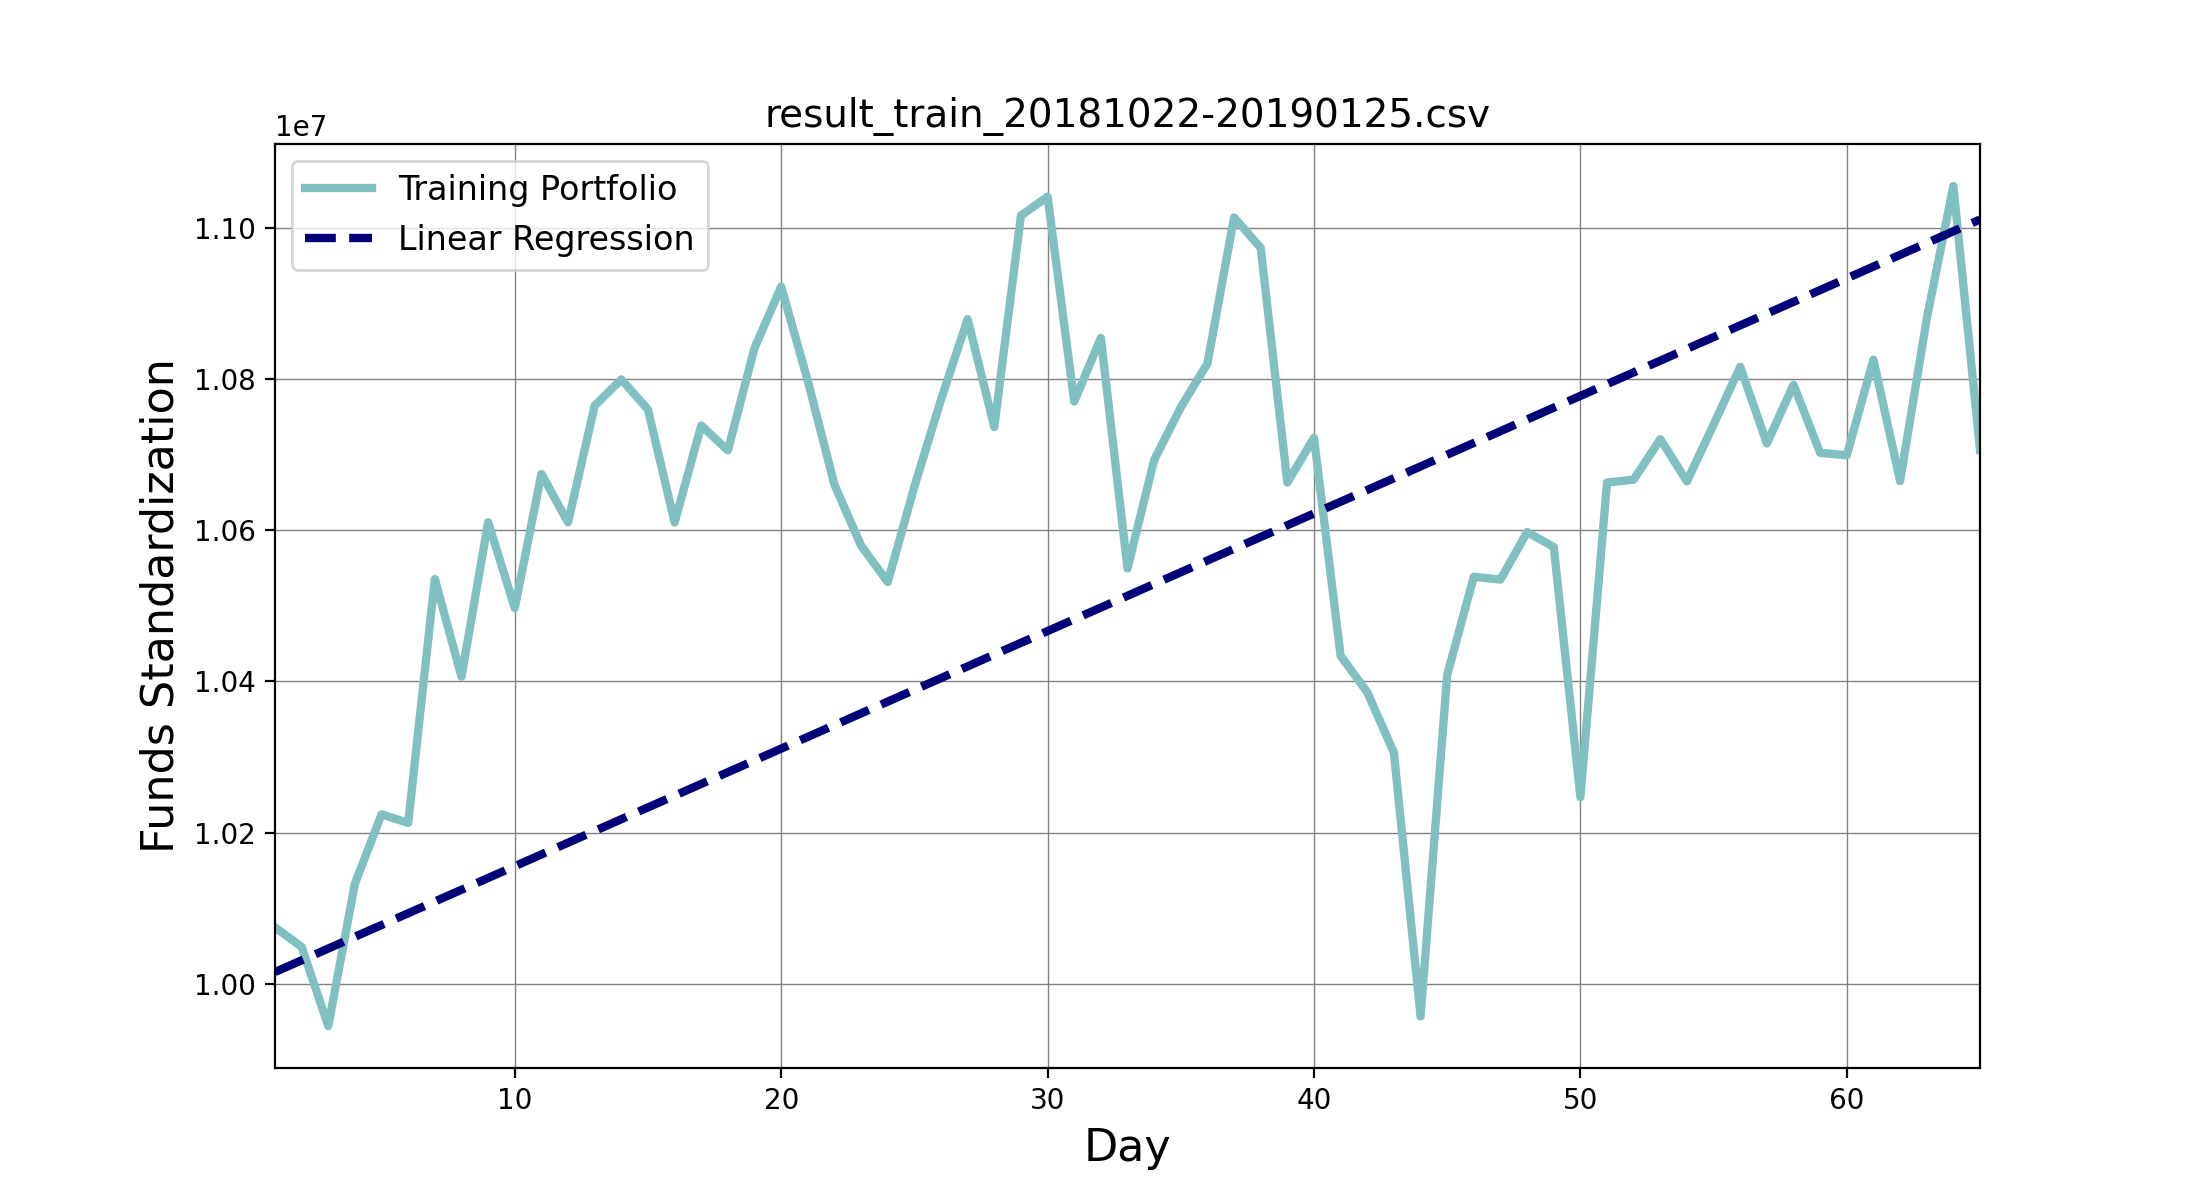 result_train_20181022-20190125.csv
1e7
Training Portfolio
Linear Regression
1.10
1.08
1.06
1.04
1.02
1.00
Funds Standardization
10 20 30 40 50 60
Day